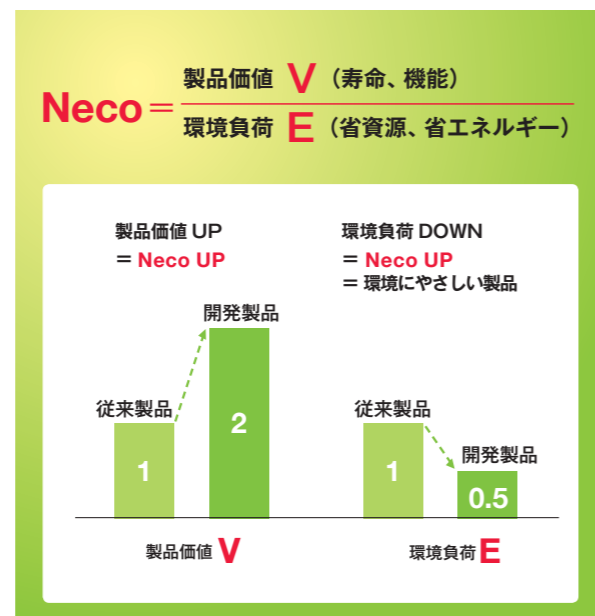 Neco = 製品価値 V (寿命、機能)
環境負荷 E (省資源、省エネルギー)
製品価値 UP
= Neco UP
環境負荷 DOWN
= Neco UP
= 環境にやさしい製品
開発製品
従来製品
1
2
製品価値 V
従来製品
開発製品
1
0.5
環境負荷 E